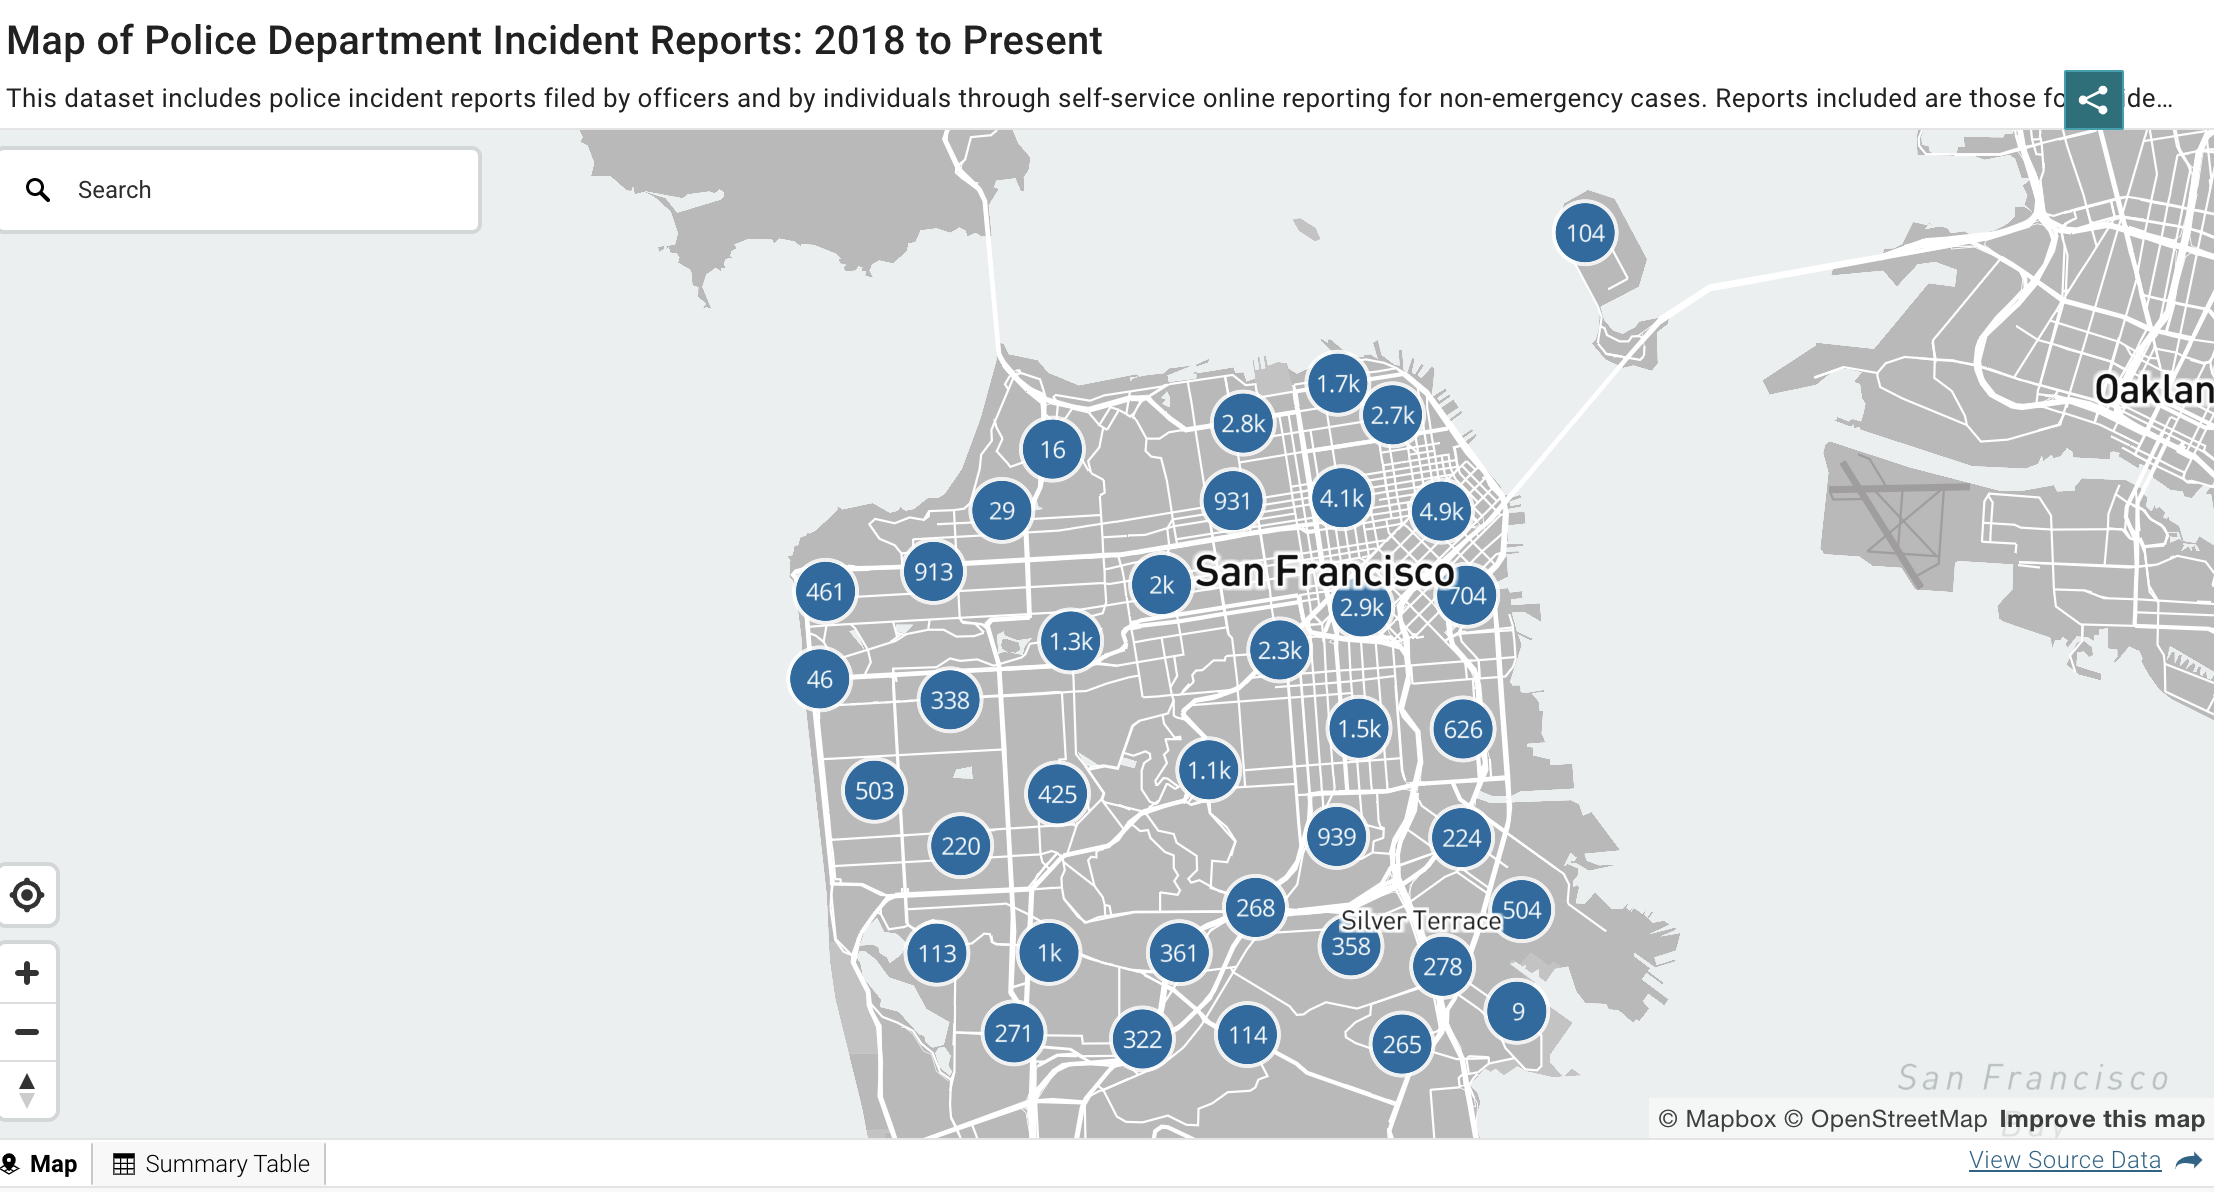 Map of Police Department Incident Reports: 2018 to Present
This dataset includes police incident reports filed by officers and by individuals through self-service online reporting for non-emergency cases. Reports included are those fo ide...
Search
104
1.7k
2.7k
2.8k
Oaklan
16
931
4.1k
4.9k
29
913
461
2k
San Francisco
704
2.9k
1.3k
2.3k
46
338
1.5k
626
1.1k
503
425
220
939
224
268
504
Silver Terrace
358
113
1k
361
278
9
271
322
114
265
San Francisco
Bay
© Mapbox © OpenStreetMap Improve this map
Map
Summary Table
View Source Data